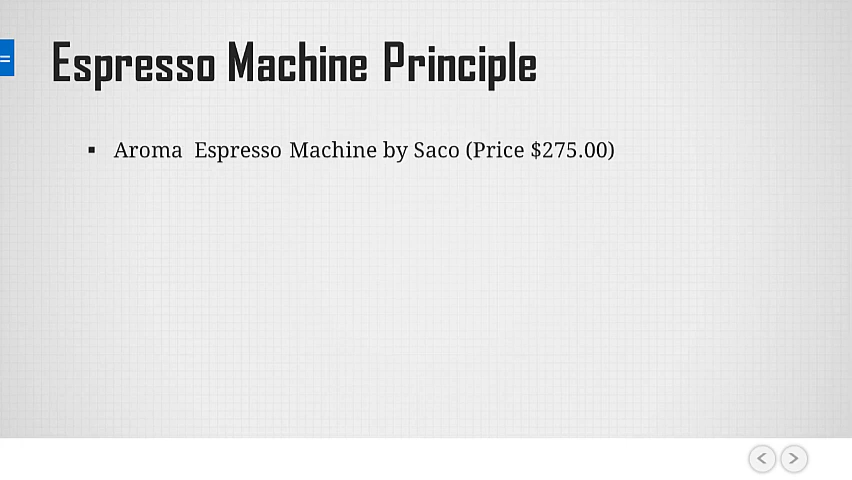 Espresso Machine Principle
▪ Aroma  Espresso Machine by Saco (Price $275.00)